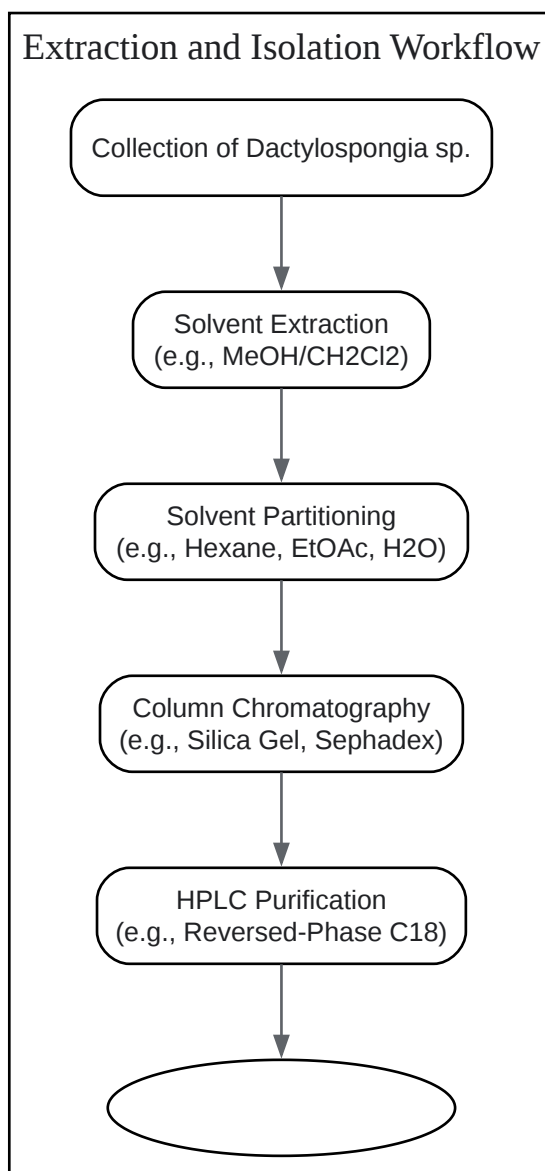 Extraction and Isolation Workflow
Collection of Dactylospongia sp.
Solvent Extraction
(e.g., MeOH/CH2Cl2)
Solvent Partitioning
(e.g., Hexane, EtOAc, H2O)
Column Chromatography
(e.g., Silica Gel, Sephadex)
HPLC Purification
(e.g., Reversed-Phase C18)